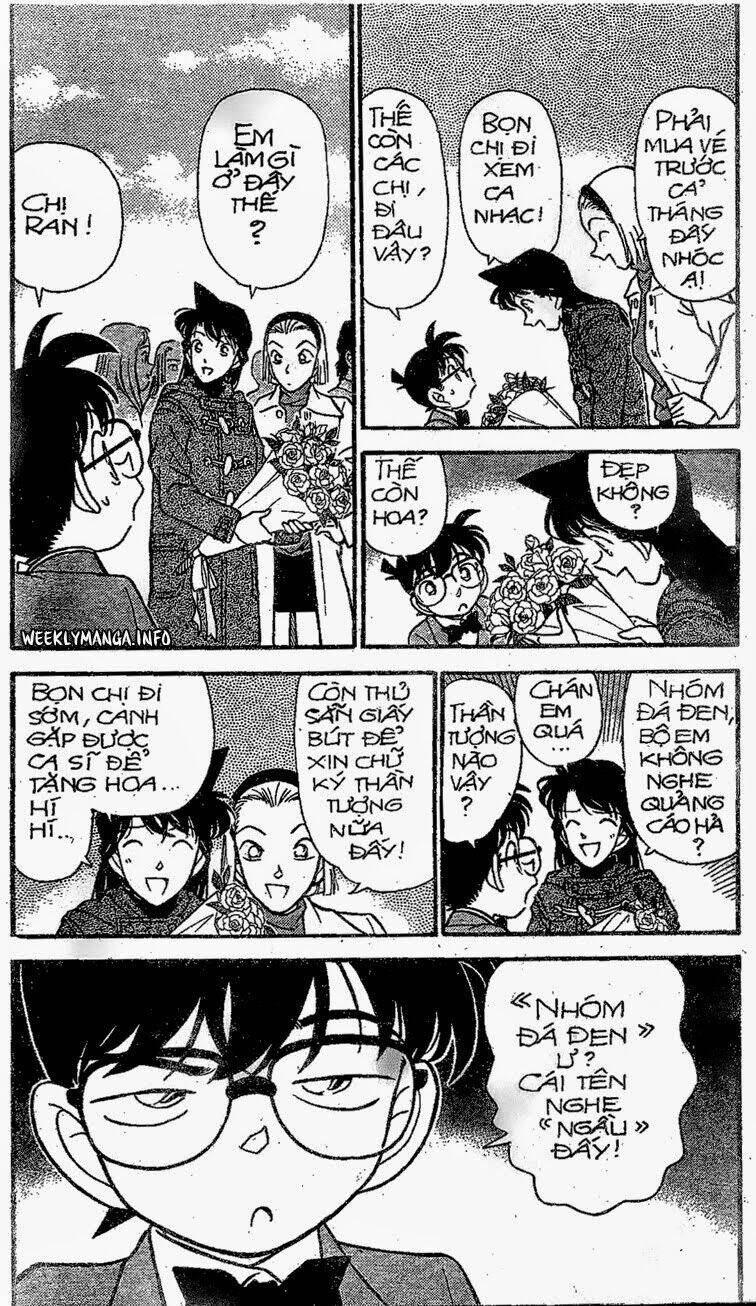 CHỊ
RAN!
EM
LÀM GÌ
Ở ĐÂY
THẾ
?
THẾ
CÒN
CÁC
CHỊ,
ĐI
ĐÂU
VẬY?
BỌN
CHỊ ĐI
XEM
CA
NHẠC!
PHẢI
MUA VÉ
TRƯỚC
CẢ
THÁNG
ĐẤY
NHÓC
Ạ!
THẾ
CÒN
HOA?
ĐẸP
KHÔNG
?
WEEKLYMANGA.INFO
BỌN CHỊ ĐI
SỚM, CANH
GẶP ĐƯỢC
CA SĨ ĐỂ
TẶNG HOA...
HÍ
HÍ...
CÒN THỦ
SẴN GIẤY
BÚT ĐỂ
XIN CHỮ
KÝ THẦN
TƯỢNG
NỮA
ĐẤY!
THẦN
TƯỢNG
NÀO
VẬY
?
CHÁN
EM
QUÁ
...
NHÓM
ĐÁ ĐEN,
BỘ EM
KHÔNG
NGHE
QUẢNG
CÁO HẢ
?
«NHÓM
ĐÁ ĐEN»
Ư?
CÁI TÊN
NGHE
“NGẦU»
ĐẤY!